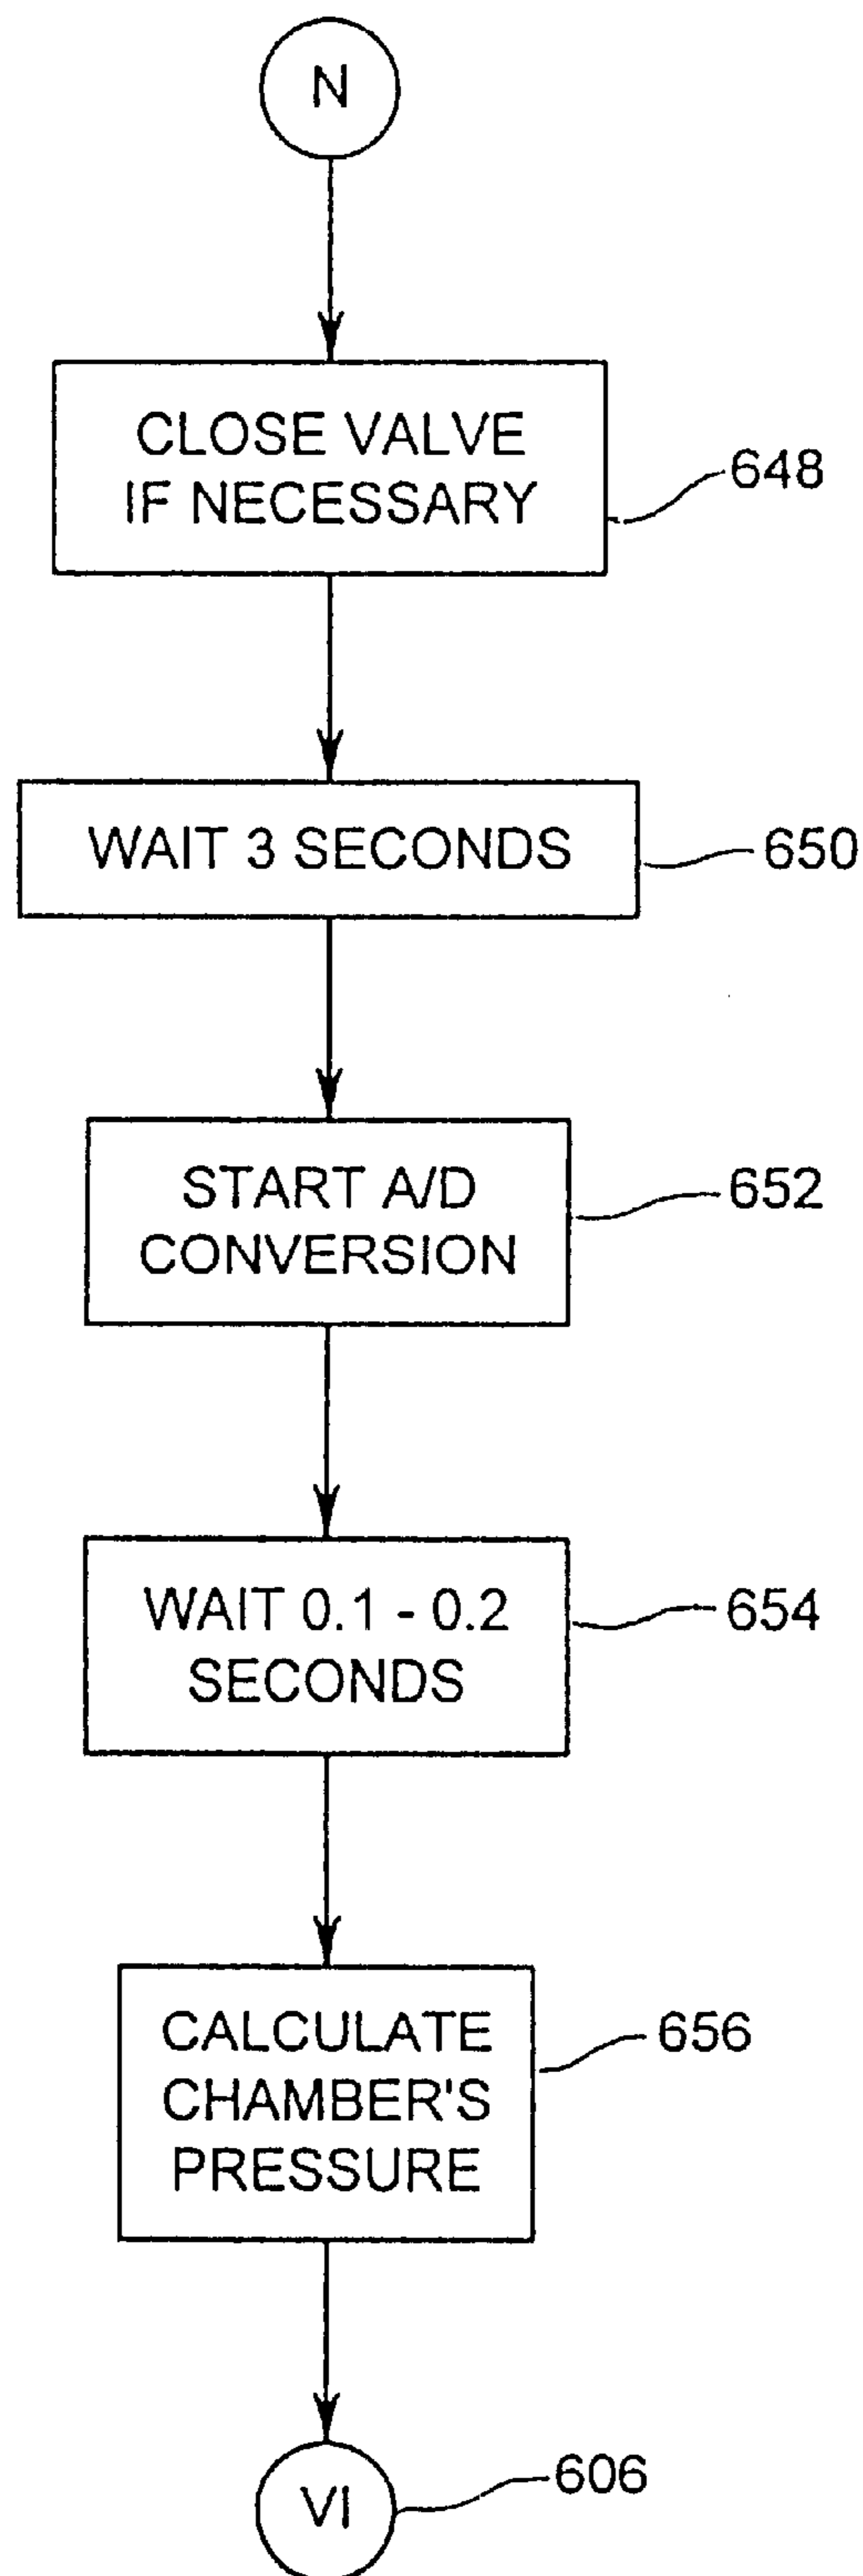 N
CLOSE VALVE
IF NECESSARY
648
WAIT 3 SECONDS
650
START A/D
CONVERSION
652
WAIT 0.1 - 0.2
SECONDS
654
CALCULATE
CHAMBER'S
PRESSURE
656
VI
606